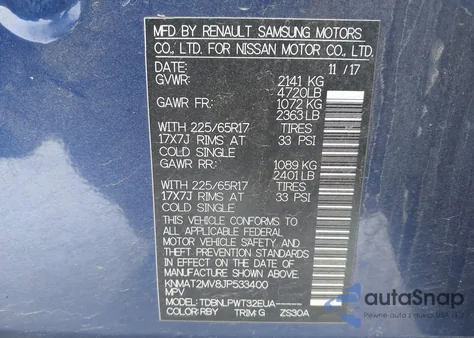 MFD BY RENAULT SAMSUNG MOTORS
CO., LTD. FOR NISSAN MOTOR CO., LTD.
DATE: 11 / 17
GVWR: 2141 KG
4720LB
GAWR FR: 1072 KG
2363 LB
WITH 225/65R17 TIRES
17X7J RIMS AT 33 PSI
COLD SINGLE
GAWR RR: 1089 KG
2401 LB
WITH 225/65R17 TIRES
17X7J RIMS AT 33 PSI
COLD SINGLE
THIS VEHICLE CONFORMS TO
ALL APPLICABLE FEDERAL
MOTOR VEHICLE SAFETY AND
BUMPER STANDARDS IN EFFECT
ON THE DATE OF MANUFACTURE
SHOWN ABOVE.
KNMAT2MV8JP533400
MPV
MODEL: TDBNLPWT32EUA-----
COLOR: RBY TRIM: G ZS30A
autoSnap
www.autosnap.com